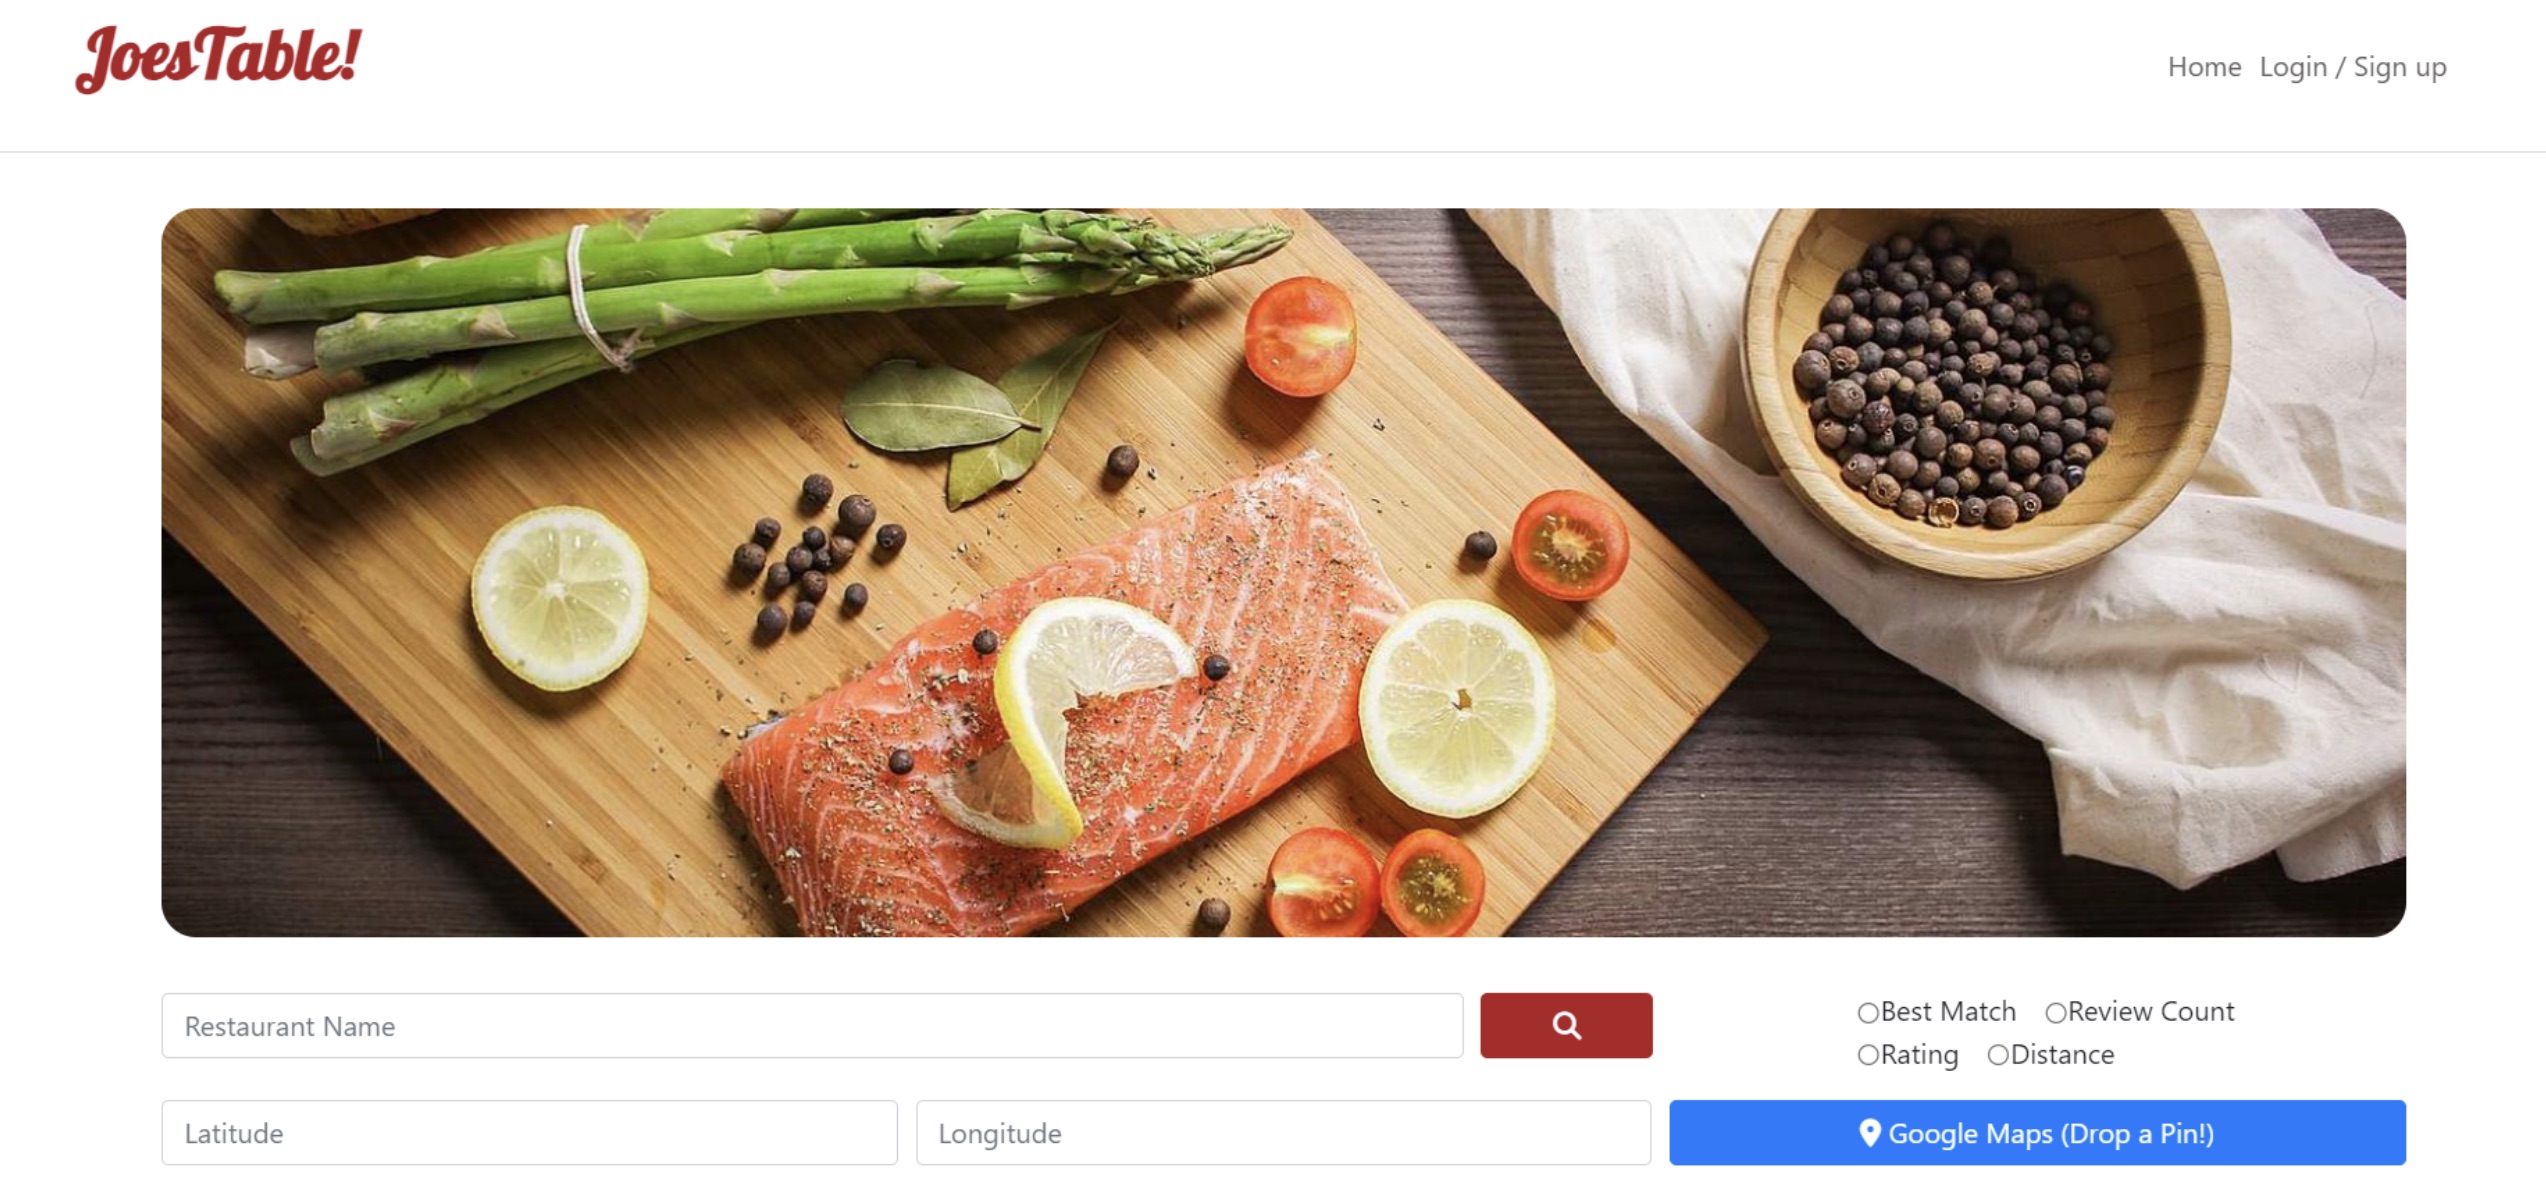 JoesTable!
Home Login / Sign up
Restaurant Name
Best Match Review Count
Rating Distance
Latitude
Longitude
Google Maps (Drop a Pin!)